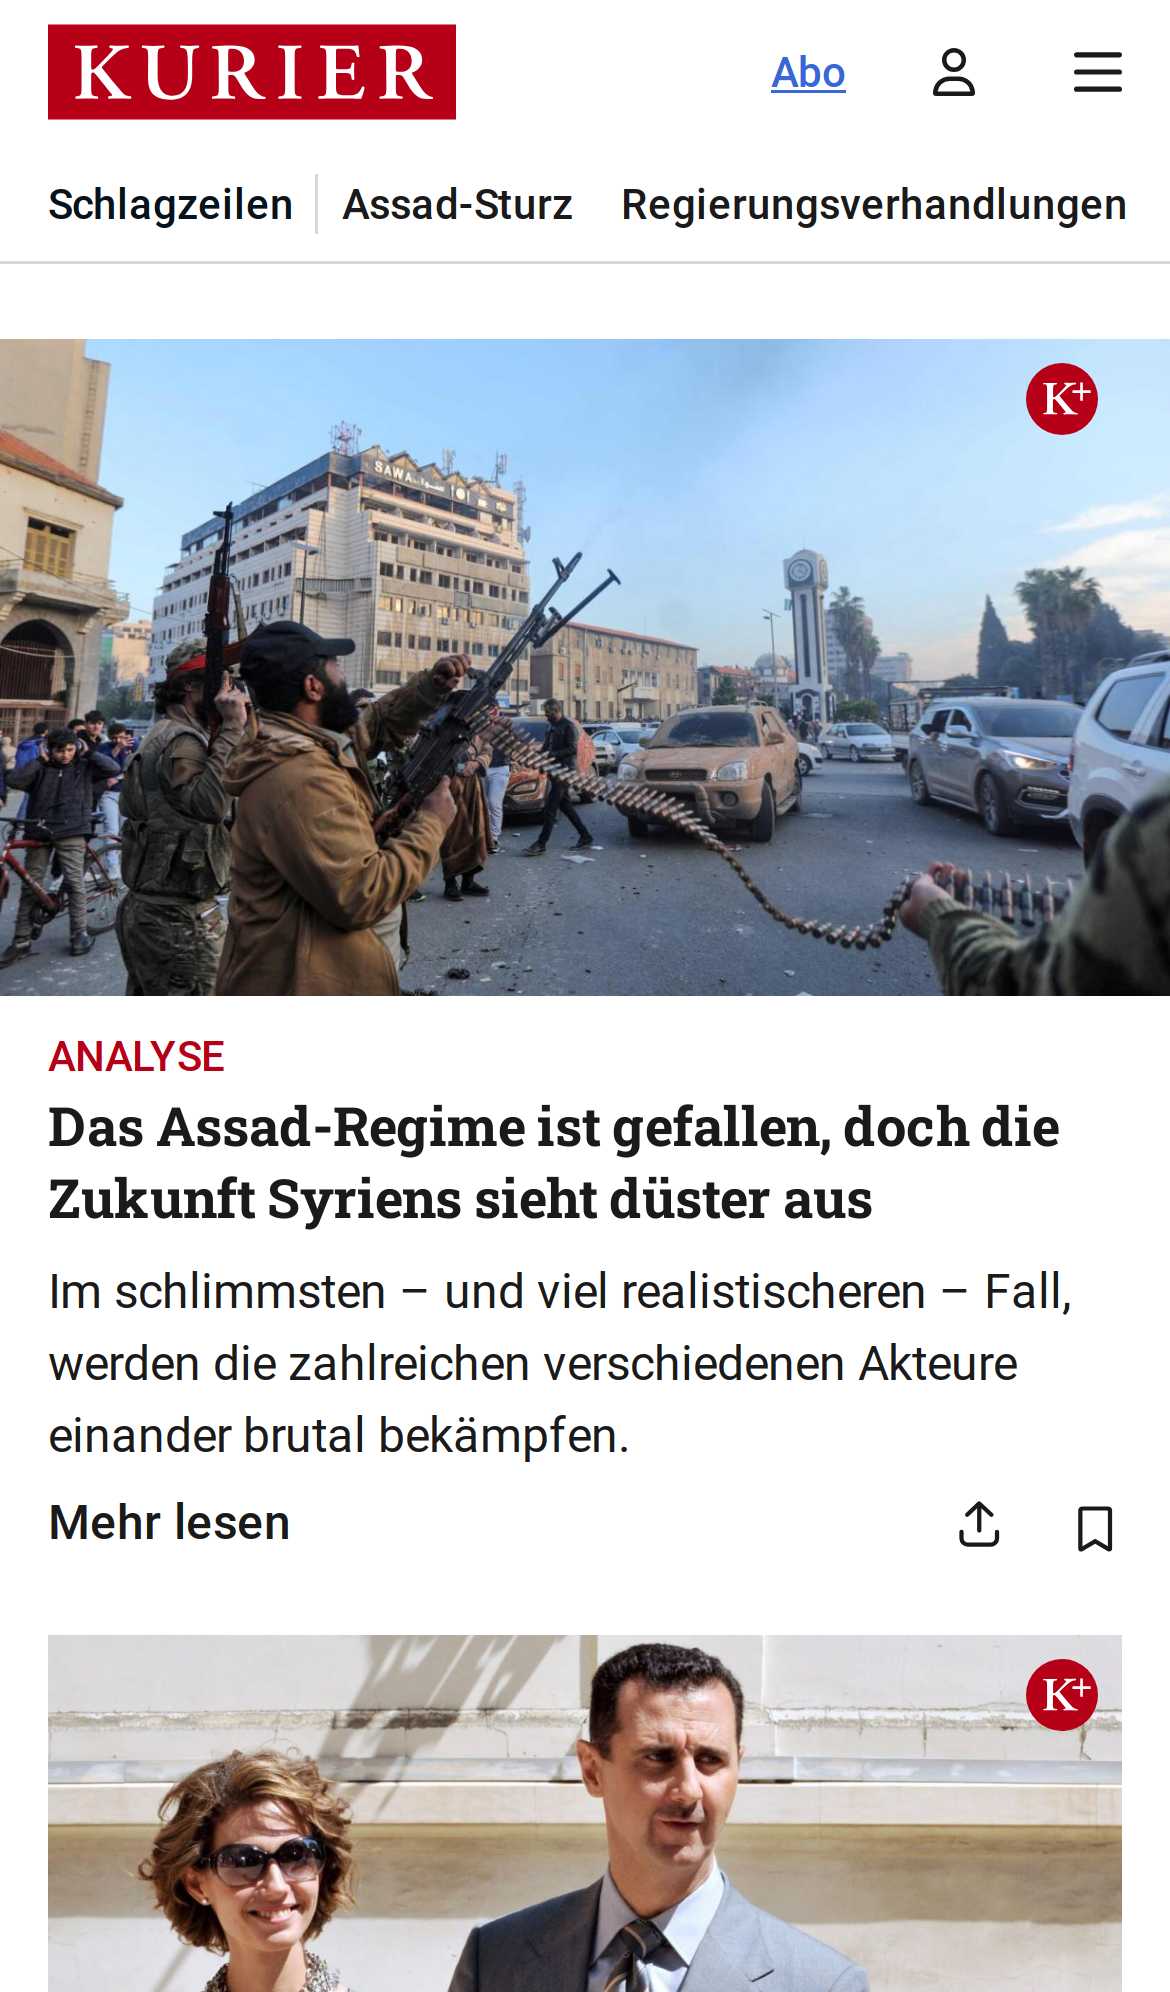 KURIER
Abo
Schlagzeilen
Assad-Sturz
Regierungsverhandlungen
K+
SAWA
ANALYSE
Das Assad-Regime ist gefallen, doch die
Zukunft Syriens sieht düster aus
Im schlimmsten – und viel realistischeren – Fall,
werden die zahlreichen verschiedenen Akteure
einander brutal bekämpfen.
Mehr lesen
K+